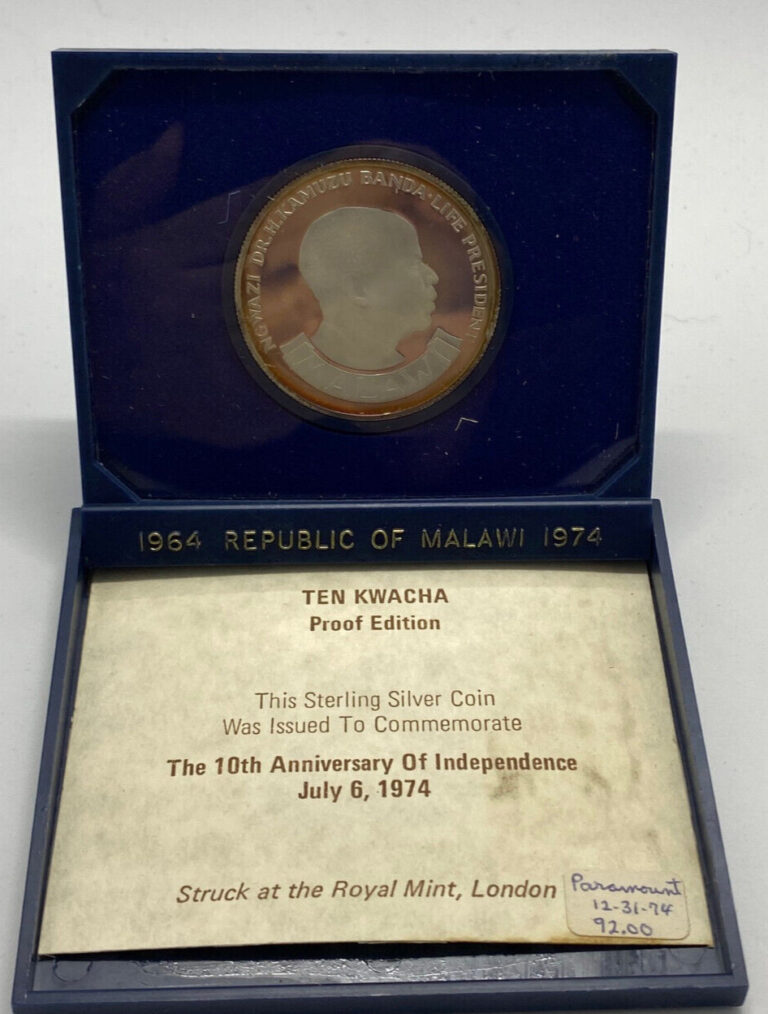 NGWAZI DR.H.KAMUZU BANDA·LIFE PRESIDENT
MALAWI
1964 REPUBLIC OF MALAWI 1974
TEN KWACHA
Proof Edition
This Sterling Silver Coin
Was Issued To Commemorate
The 10th Anniversary Of Independence
July 6, 1974
Struck at the Royal Mint, London
Paramount
12-31-74
92.00